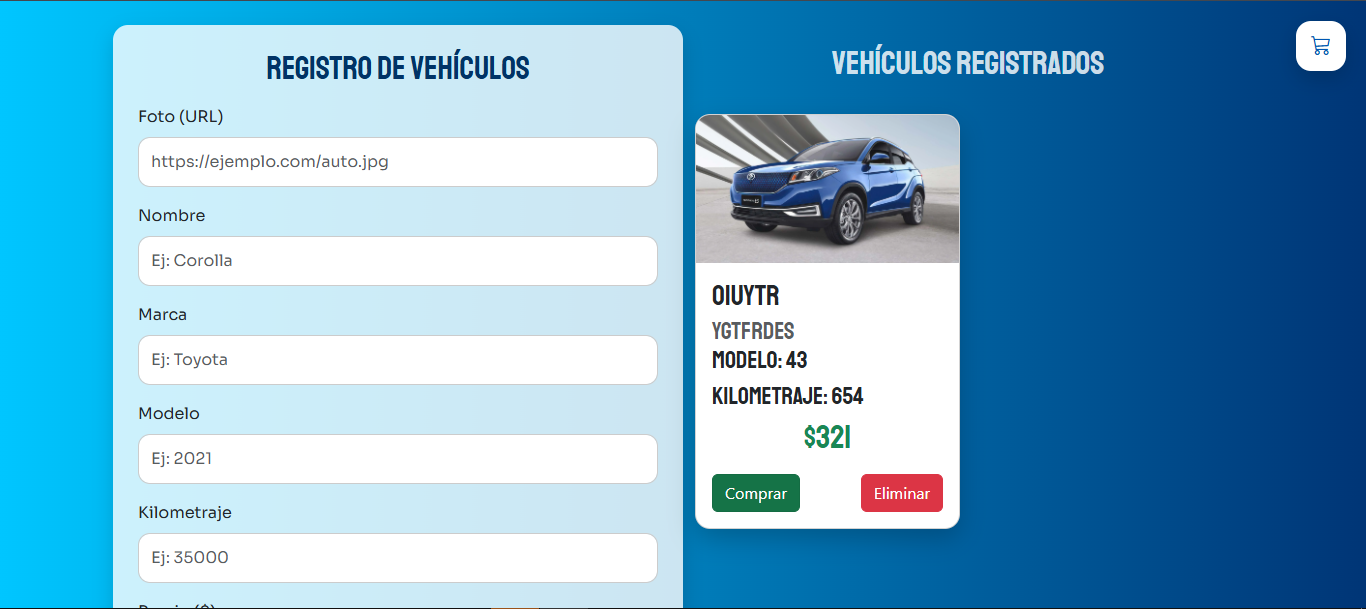 REGISTRO DE VEHÍCULOS
Foto (URL)
https://ejemplo.com/auto.jpg
Nombre
Ej: Corolla
Marca
Ej: Toyota
Modelo
Ej: 2021
Kilometraje
Ej: 35000
VEHÍCULOS REGISTRADOS
OIUYTR
YGTFRDES
MODELO: 43
KILOMETRAJE: 654
$321
Comprar
Eliminar